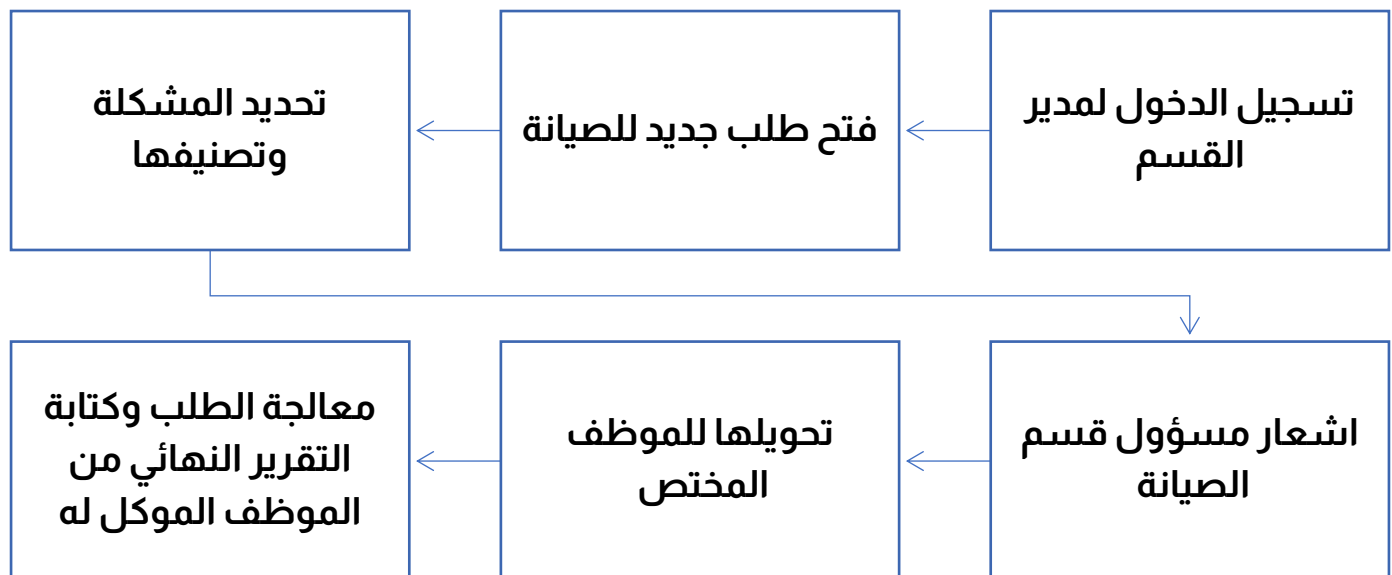 تسجيل الدخول لمدير
القسم
فتح طلب جديد للصيانة
تحديد المشكلة
وتصنيفها
اشعار مسؤول قسم
الصيانة
تحويلها للموظف
المختص
معالجة الطلب وكتابة
التقرير النهائي من
الموظف الموكل له